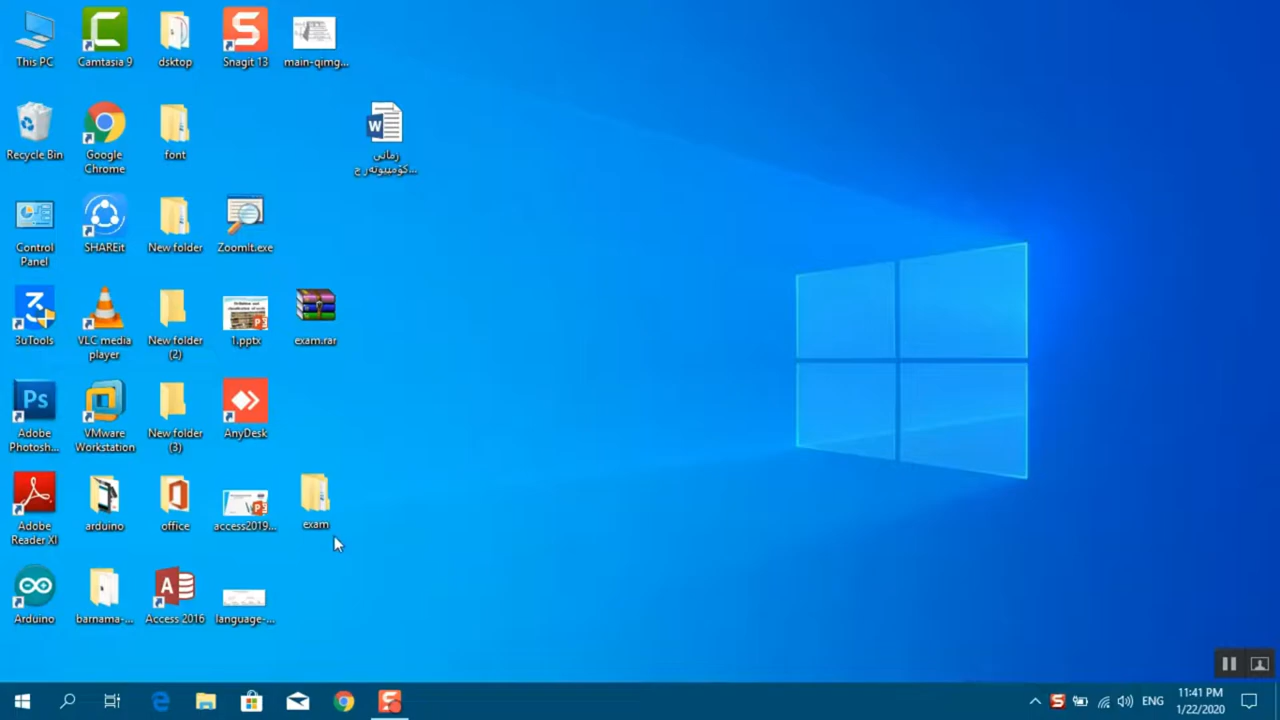 This PC
Camtasia 9
dsktop
Snagit 13
main-qimg...
Recycle Bin
Google
Chrome
font
زمانی
کۆمپیوتەر ج...
Control
Panel
SHAREit
New folder
ZoomIt.exe
3uTools
VLC media
player
New folder
(2)
1.pptx
exam.rar
Adobe
Photosh...
VMware
Workstation
New folder
(3)
AnyDesk
Adobe
Reader XI
arduino
office
access2019...
exam
Arduino
barnama-...
Access 2016
language-...
ENG
11:41 PM
1/22/2020